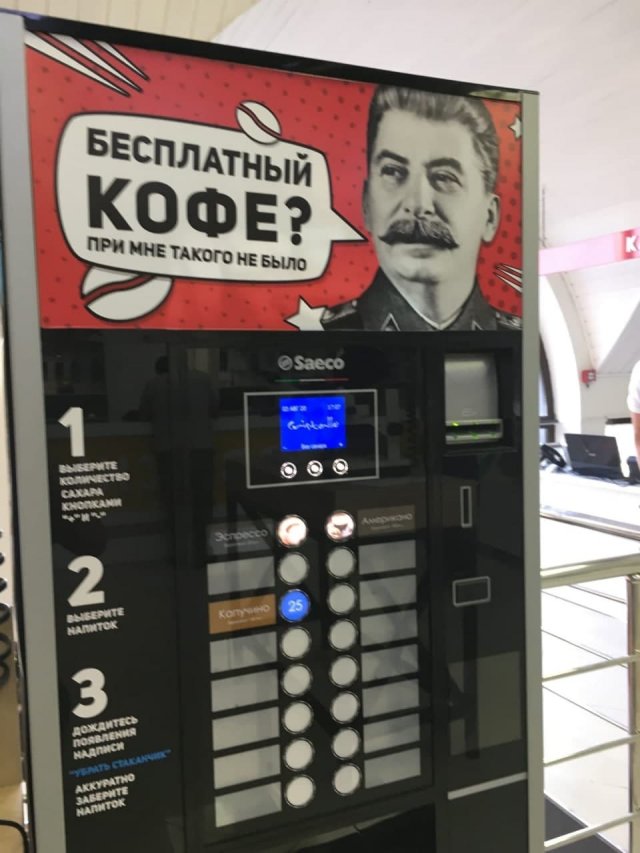 БЕСПЛАТНЫЙ
КОФЕ?
ПРИ МНЕ ТАКОГО НЕ БЫЛО
К
Saeco
1
ВЫБЕРИТЕ
КОЛИЧЕСТВО
САХАРА
КНОПКАМИ
"+" И "-"
Эспрессо
Американо
2
ВЫБЕРИТЕ
НАПИТОК
Капучино
25
3
ДОЖДИТЕСЬ
ПОЯВЛЕНИЯ
НАДПИСИ
"УБРАТЬ СТАКАНЧИК"
АККУРАТНО
ЗАБЕРИТЕ
НАПИТОК